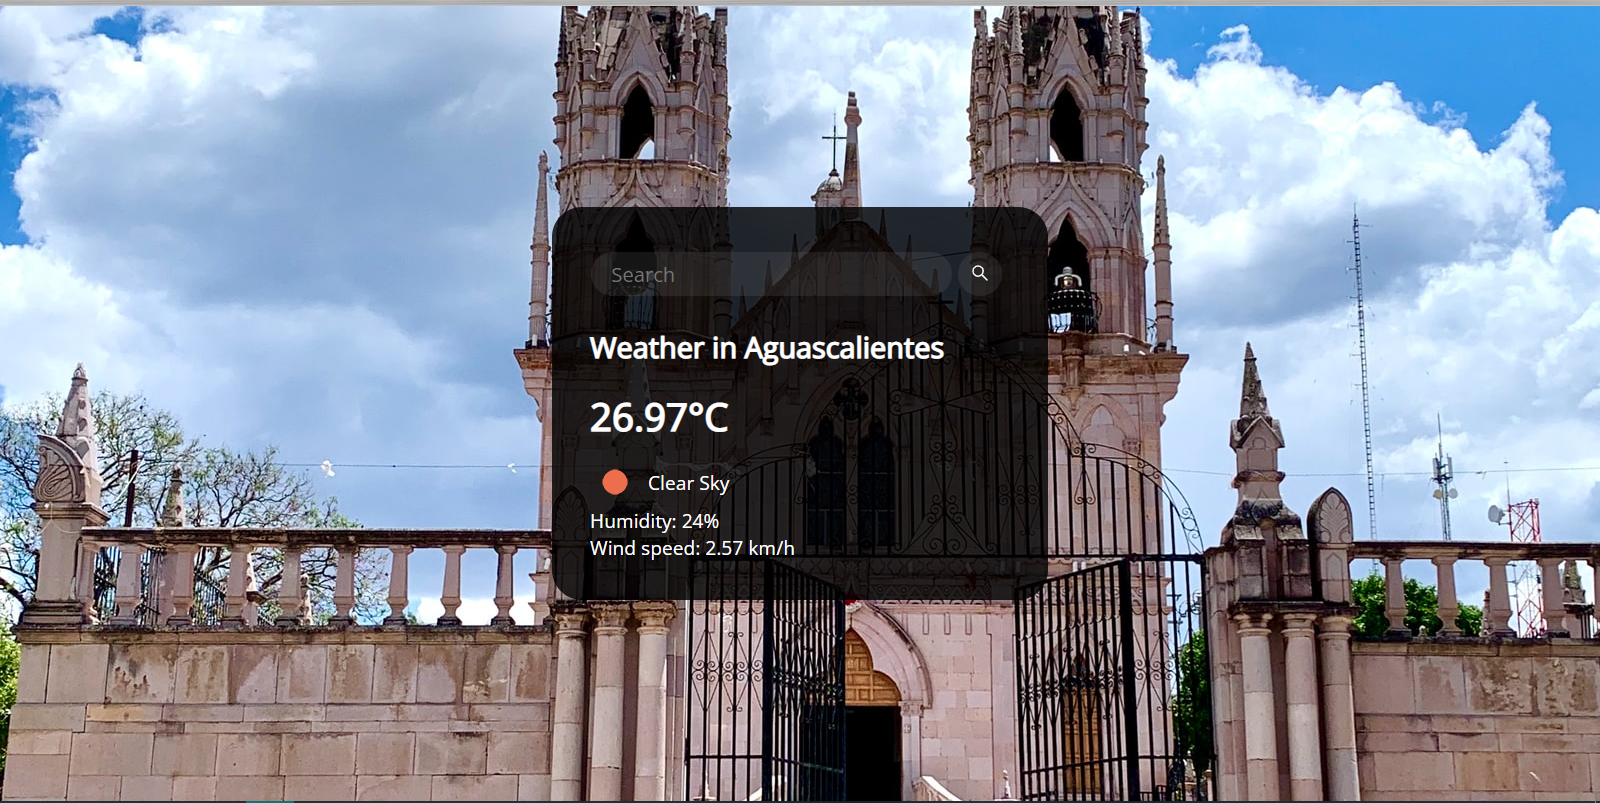 Search
Weather in Aguascalientes
26.97°C
Clear Sky
Humidity: 24%
Wind speed: 2.57 km/h